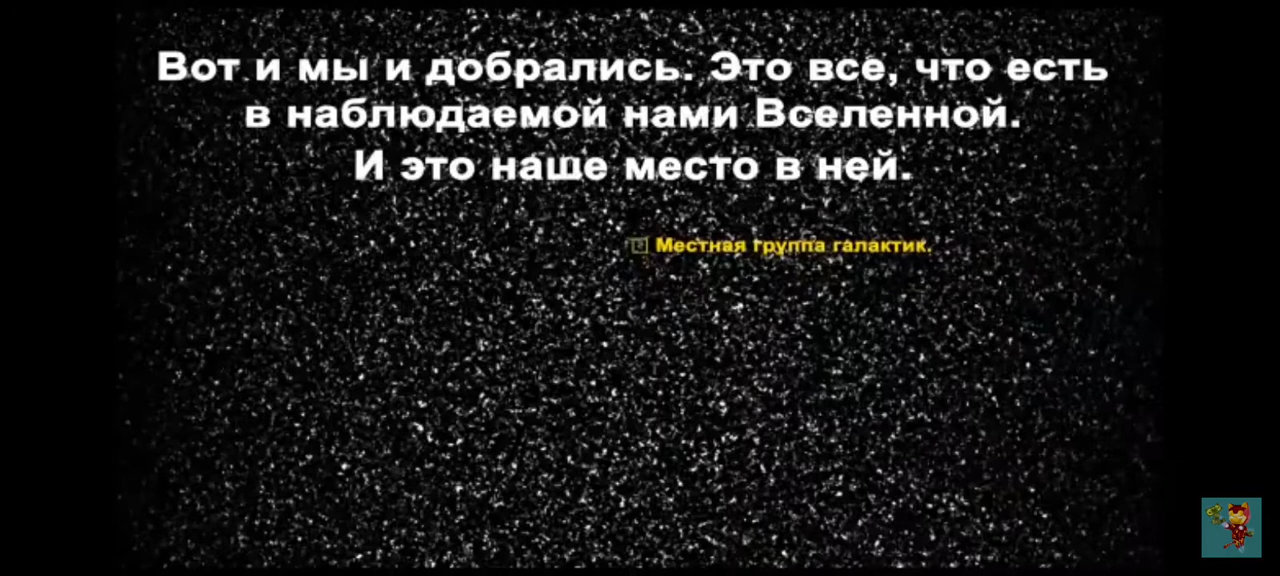 Вот и мы и добрались. Это все, что есть
в наблюдаемой нами Вселенной.
И это наше место в ней.
Местная группа галактик.